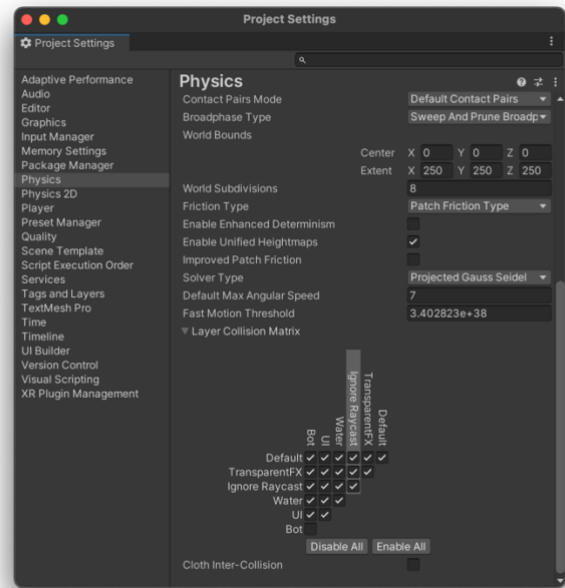 Project Settings
Project Settings
Adaptive Performance
Audio
Editor
Graphics
Input Manager
Memory Settings
Package Manager
Physics
Physics 2D
Player
Preset Manager
Quality
Scene Template
Script Execution Order
Services
Tags and Layers
TextMesh Pro
Time
Timeline
UI Builder
Version Control
Visual Scripting
XR Plugin Management
Physics
Contact Pairs Mode Default Contact Pairs
Broadphase Type Sweep And Prune Broadp
World Bounds
Center X 0 Y 0 Z 0
Extent X 250 Y 250 Z 250
World Subdivisions 8
Friction Type Patch Friction Type
Enable Enhanced Determinism
Enable Unified Heightmaps
Improved Patch Friction
Solver Type Projected Gauss Seidel
Default Max Angular Speed 7
Fast Motion Threshold 3.402823e+38
Layer Collision Matrix
Bot
UI
Water
Ignore Raycast
TransparentFX
Default
Default
TransparentFX
Ignore Raycast
Water
UI
Bot
Disable All Enable All
Cloth Inter-Collision